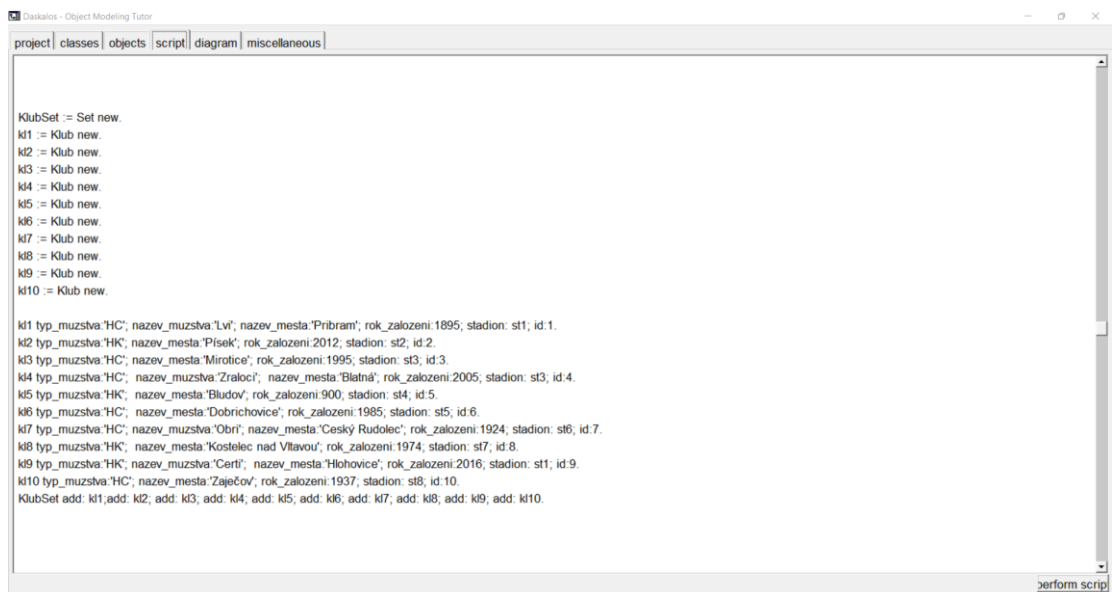 Daskalos - Object Modeling Tutor
project classes objects script diagram miscellaneous
KlubSet := Set new.
kl1 := Klub new.
kl2 := Klub new.
kl3 := Klub new.
kl4 := Klub new.
kl5 := Klub new.
kl6 := Klub new.
kl7 := Klub new.
kl8 := Klub new.
kl9 := Klub new.
kl10 := Klub new.
kl1 typ_muzstva:'HC'; nazev_muzstva:'Lvi'; nazev_mesta:'Pribram'; rok_zalozeni:1895; stadion: st1; id:1.
kl2 typ_muzstva:'HK'; nazev_mesta:'Písek'; rok_zalozeni:2012; stadion: st2; id:2.
kl3 typ_muzstva:'HC'; nazev_mesta:'Mirotice'; rok_zalozeni:1995; stadion: st3; id:3.
kl4 typ_muzstva:'HC'; nazev_muzstva:'Zraloci'; nazev_mesta:'Blatná'; rok_zalozeni:2005; stadion: st3; id:4.
kl5 typ_muzstva:'HK'; nazev_mesta:'Bludov'; rok_zalozeni:900; stadion: st4; id:5.
kl6 typ_muzstva:'HC'; nazev_mesta:'Dobrichovice'; rok_zalozeni:1985; stadion: st5; id:6.
kl7 typ_muzstva:'HC'; nazev_muzstva:'Obri'; nazev_mesta:'Ceský Rudolec'; rok_zalozeni:1924; stadion: st6; id:7.
kl8 typ_muzstva:'HK'; nazev_mesta:'Kostelec nad Vltavou'; rok_zalozeni:1974; stadion: st7; id:8.
kl9 typ_muzstva:'HK'; nazev_muzstva:'Certi'; nazev_mesta:'Hlohovice'; rok_zalozeni:2016; stadion: st1; id:9.
kl10 typ_muzstva:'HC'; nazev_mesta:'Zaječov'; rok_zalozeni:1937; stadion: st8; id:10.
KlubSet add: kl1;add: kl2; add: kl3; add: kl4; add: kl5; add: kl6; add: kl7; add: kl8; add: kl9; add: kl10.
perform scrip